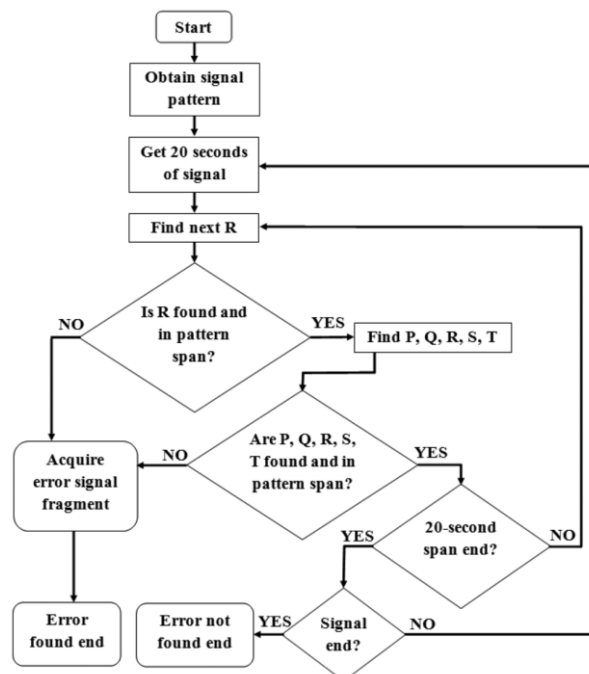 Start
Obtain signal
pattern
Get 20 seconds
of signal
Find next R
Is R found and
in pattern
span?
NO
YES
Find P, Q, R, S, T
Are P, Q, R, S,
T found and in
pattern span?
NO
YES
Acquire
error signal
fragment
20-second
span end?
YES
NO
Error
found end
Error not
found end
YES
Signal
end?
NO